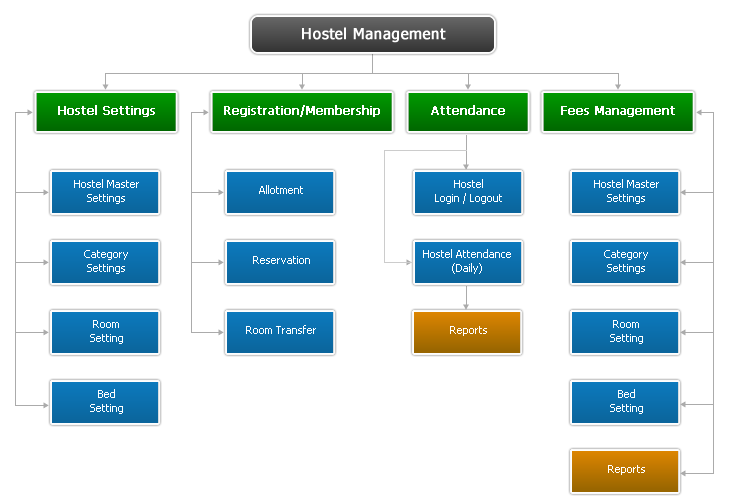 Hostel Management
Hostel Settings
Registration/Membership
Attendance
Fees Management
Hostel Master
Settings
Category
Settings
Room
Setting
Bed
Setting
Allotment
Reservation
Room Transfer
Hostel
Login / Logout
Hostel Attendance
(Daily)
Reports
Hostel Master
Settings
Category
Settings
Room
Setting
Bed
Setting
Reports